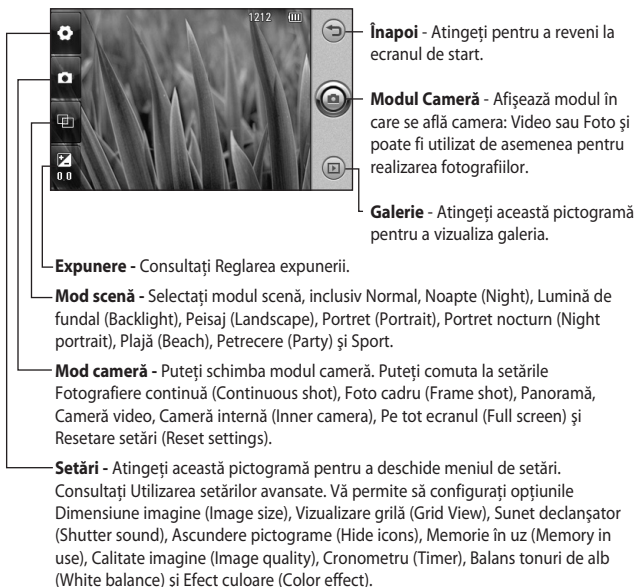 1212
00
Înapoi - Atingeți pentru a reveni la
ecranul de start.
Modul Cameră - Afişează modul în
care se află camera: Video sau Foto şi
poate fi utilizat de asemenea pentru
realizarea fotografiilor.
Galerie - Atingeți această pictogramă
pentru a vizualiza galeria.
Expunere - Consultați Reglarea expunerii.
Mod scenă - Selectați modul scenă, inclusiv Normal, Noapte (Night), Lumină de
fundal (Backlight), Peisaj (Landscape), Portret (Portrait), Portret nocturn (Night
portrait), Plajă (Beach), Petrecere (Party) şi Sport.
Mod cameră - Puteți schimba modul cameră. Puteți comuta la setările
Fotografiere continuă (Continuous shot), Foto cadru (Frame shot), Panoramă,
Cameră video, Cameră internă (Inner camera), Pe tot ecranul (Full screen) şi
Resetare setări (Reset settings).
Setări - Atingeți această pictogramă pentru a deschide meniul de setări.
Consultați Utilizarea setărilor avansate. Vă permite să configurați opțiunile
Dimensiune imagine (Image size), Vizualizare grilă (Grid View), Sunet declanşator
(Shutter sound), Ascundere pictograme (Hide icons), Memorie în uz (Memory in
use), Calitate imagine (Image quality), Cronometru (Timer), Balans tonuri de alb
(White balance) şi Efect culoare (Color effect).